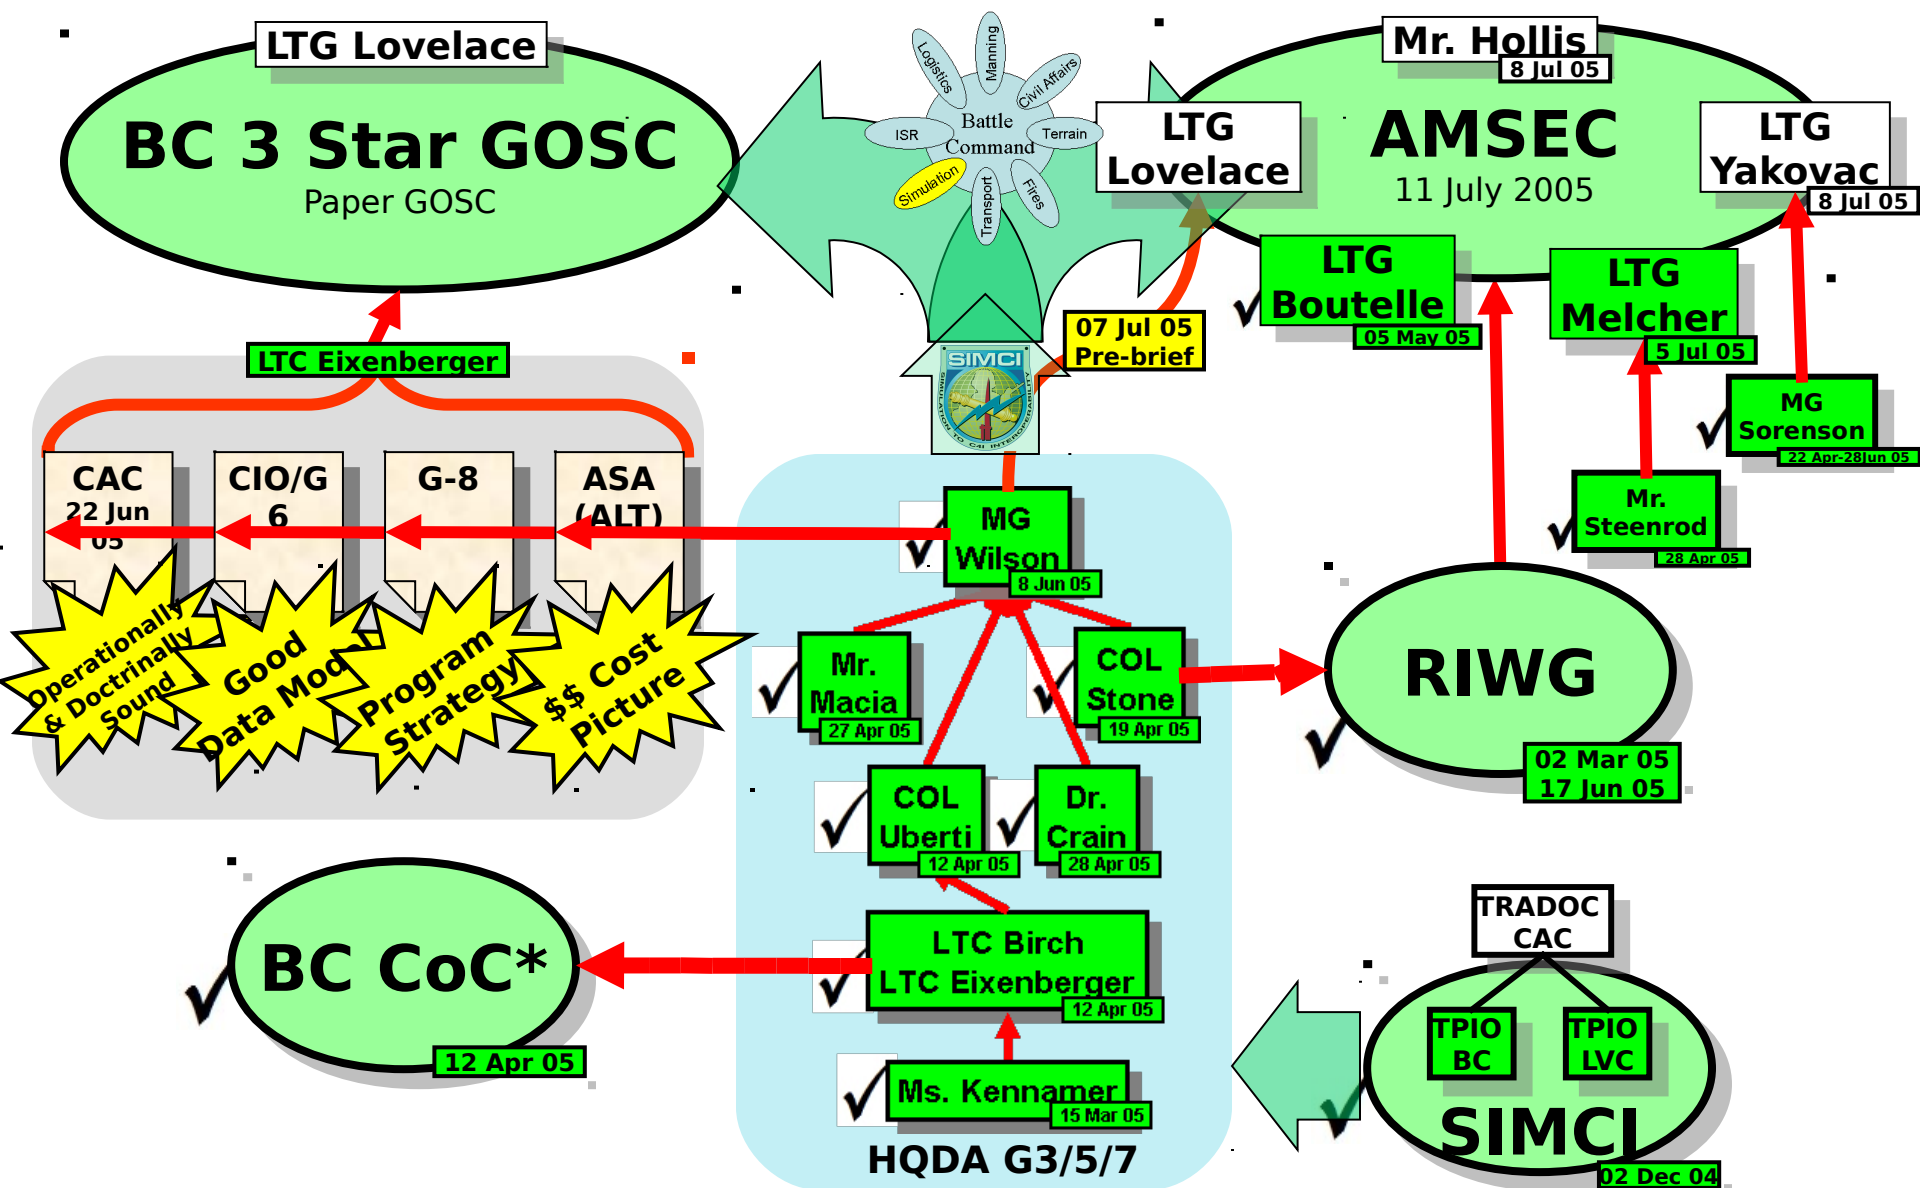 LTG Lovelace
BC 3 Star GOSC
Paper GOSC
Logistics
Manning
Civil Affairs
ISR
Battle
Command
Terrain
Simulation
Transport
Fires
Mr. Hollis
8 Jul 05
LTG
Lovelace
AMSEC
11 July 2005
LTG
Yakovac
8 Jul 05
LTG
Boutelle
05 May 05
LTG
Melcher
5 Jul 05
MG
Sorenson
22 Apr-28Jun 05
Mr.
Steenrod
28 Apr 05
07 Jul 05
Pre-brief
SIMCI
SIMULATION TO C4I INTEROPERABILITY
LTC Eixenberger
CAC
22 Jun
05
CIO/G
6
G-8
ASA
(ALT)
Operationally
& Doctrinally
Sound
Good
Data Model
Program
Strategy
$$ Cost
Picture
MG
Wilson
8 Jun 05
Mr.
Macia
27 Apr 05
COL
Stone
19 Apr 05
COL
Uberti
12 Apr 05
Dr.
Crain
28 Apr 05
LTC Birch
LTC Eixenberger
12 Apr 05
Ms. Kennamer
15 Mar 05
HQDA G3/5/7
RIWG
02 Mar 05
17 Jun 05
BC CoC*
12 Apr 05
TRADOC
CAC
TPIO
BC
TPIO
LVC
SIMCI
02 Dec 04